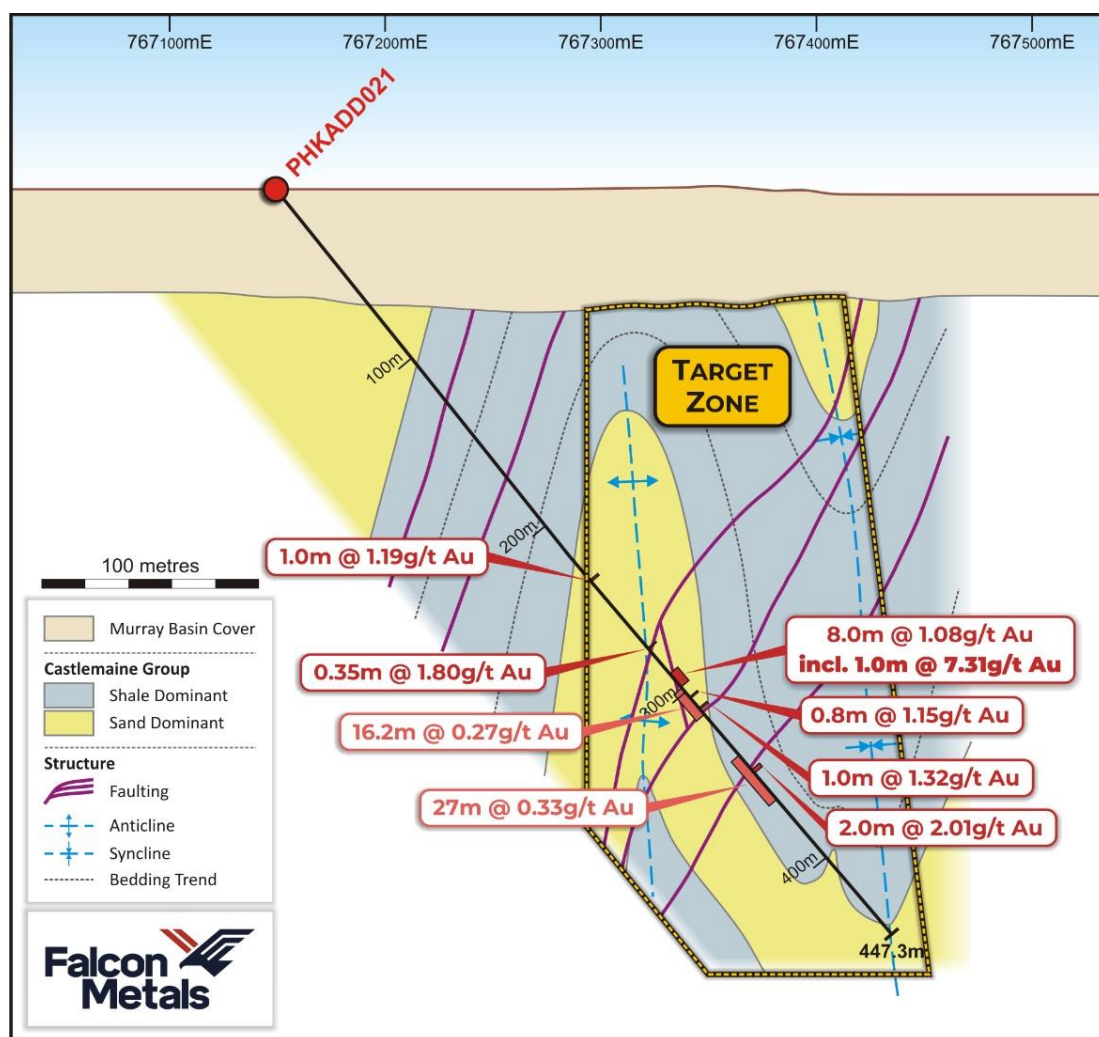 767100mE
767200mE
767300mE
767400mE
767500mE
PHKADD021
100m
TARGET
ZONE
200m
1.0m @ 1.19g/t Au
100 metres
Murray Basin Cover
Castlemaine Group
Shale Dominant
Sand Dominant
Structure
Faulting
Anticline
Syncline
Bedding Trend
0.35m @ 1.80g/t Au
8.0m @ 1.08g/t Au
incl. 1.0m @ 7.31g/t Au
300m
16.2m @ 0.27g/t Au
0.8m @ 1.15g/t Au
1.0m @ 1.32g/t Au
27m @ 0.33g/t Au
2.0m @ 2.01g/t Au
400m
447.3m
Falcon
Metals